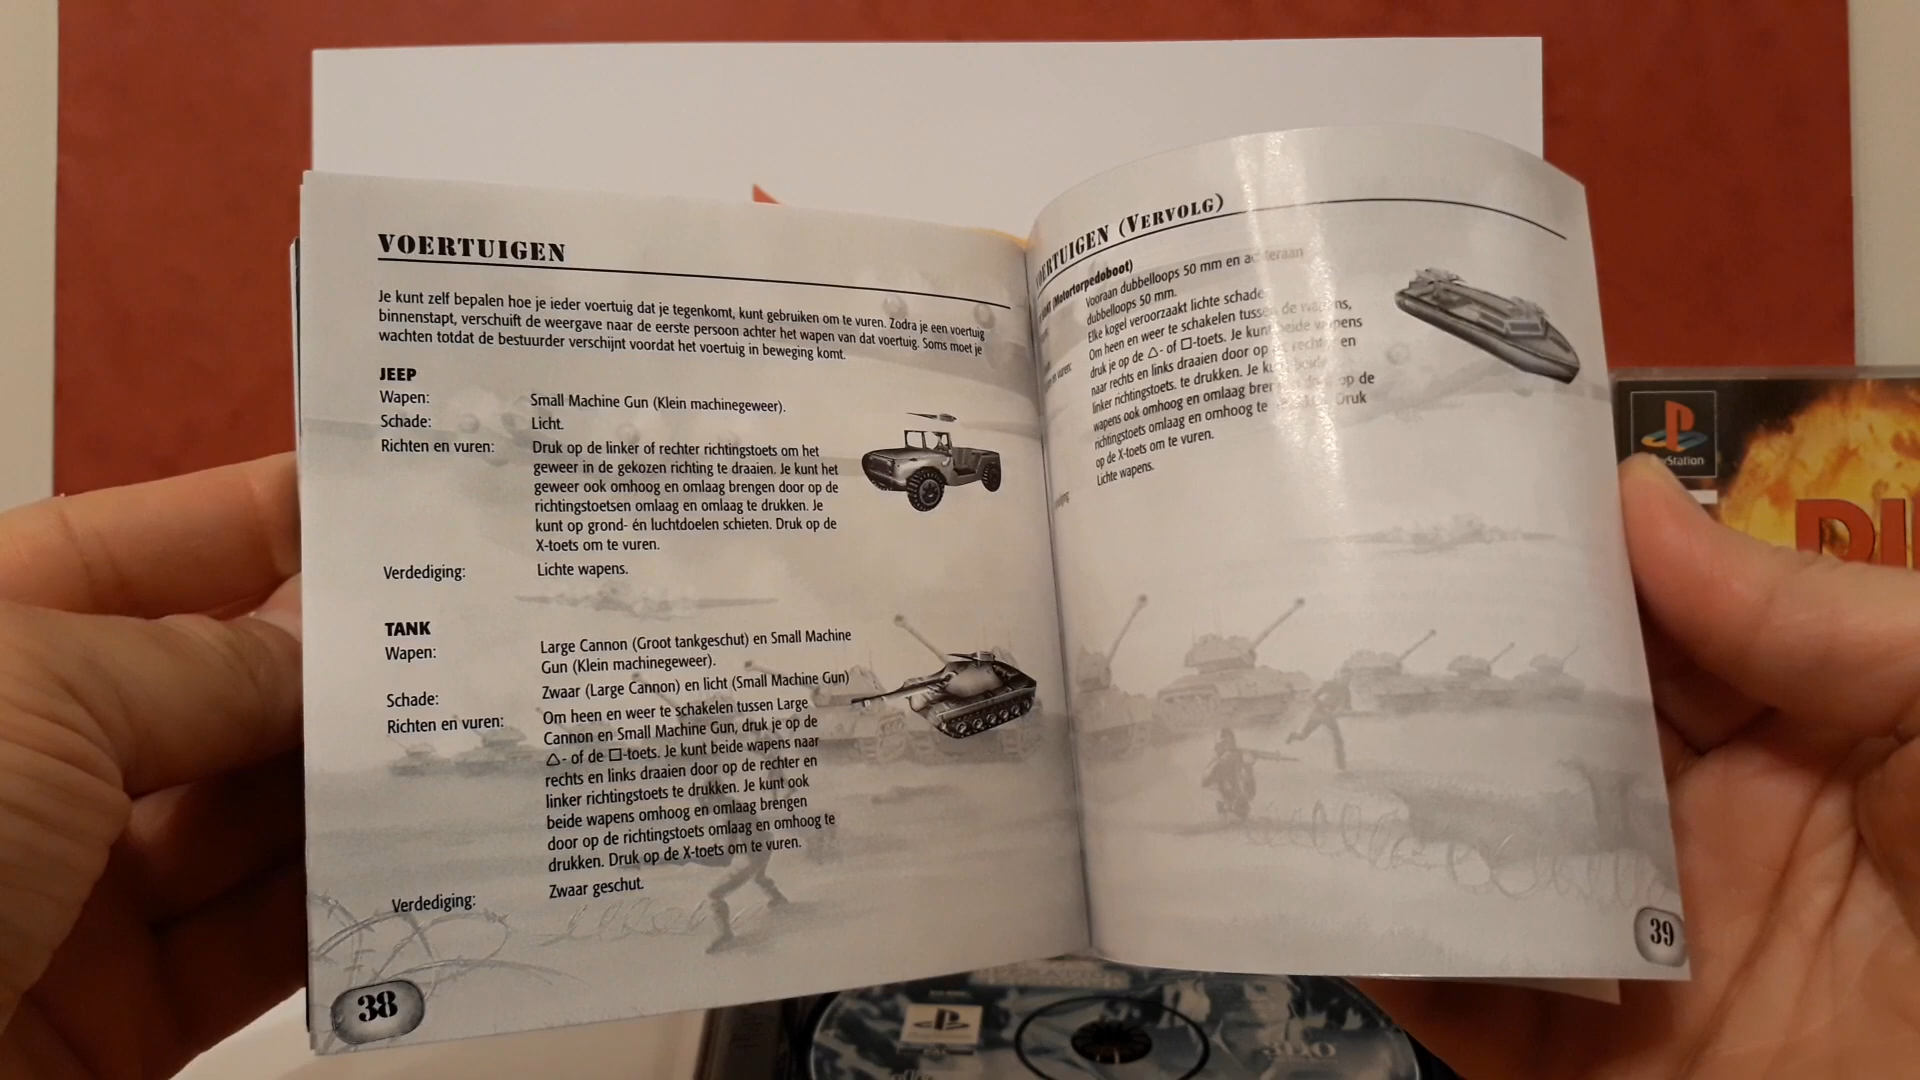 VOERTUIGEN
Je kunt zelf bepalen hoe je ieder voertuig dat je tegenkomt, kunt gebruiken om te vuren. Zodra je een voertuig
binnenstapt, verschuift de weergave naar de eerste persoon achter het wapen van dat voertuig. Soms moet je
wachten totdat de bestuurder verschijnt voordat het voertuig in beweging komt.
JEEP
Wapen: Small Machine Gun (Klein machinegeweer).
Schade: Licht.
Richten en vuren: Druk op de linker of rechter richtingstoets om het
geweer in de gekozen richting te draaien. Je kunt het
geweer ook omhoog en omlaag brengen door op de
richtingstoetsen omlaag en omlaag te drukken. Je
kunt op grond- én luchtdoelen schieten. Druk op de
X-toets om te vuren.
Verdediging: Lichte wapens.
TANK
Wapen: Large Cannon (Groot tankgeschut) en Small Machine
Gun (Klein machinegeweer).
Schade: Zwaar (Large Cannon) en licht (Small Machine Gun)
Richten en vuren: Om heen en weer te schakelen tussen Large
Cannon en Small Machine Gun, druk je op de
△- of de □-toets. Je kunt beide wapens naar
rechts en links draaien door op de rechter en
linker richtingstoets te drukken. Je kunt ook
beide wapens omhoog en omlaag brengen
door op de richtingstoets omlaag en omhoog te
drukken. Druk op de X-toets om te vuren.
Verdediging: Zwaar geschut.
38
VOERTUIGEN (VERVOLG)
(Motortorpedoboot)
Vooraan dubbelloops 50 mm en achteraan
dubbelloops 50 mm.
Elke kogel veroorzaakt lichte schade
Om heen en weer te schakelen tussen de wapens,
druk je op de △- of □-toets. Je kunt beide wapens
naar rechts en links draaien door op de rechter en
linker richtingstoets. te drukken. Je kunt beide
wapens ook omhoog en omlaag op de
richtingstoets omlaag en omhoog te Druk
op de X-toets om te vuren.
Lichte wapens.
39
PlayStation